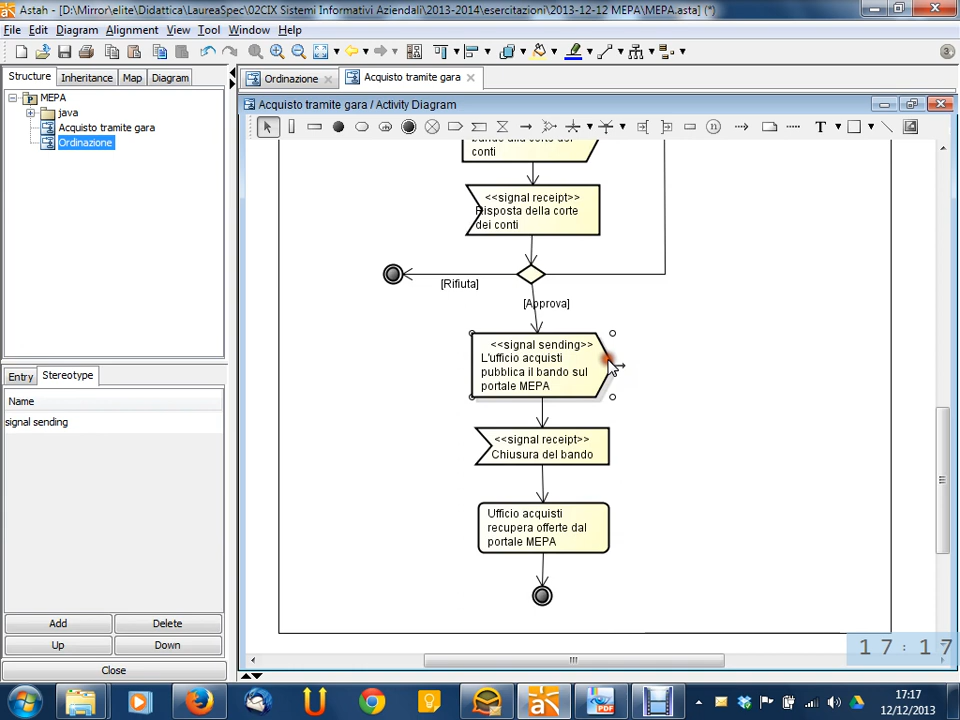 Astah - [D:\Mirror\elite\Didattica\LaureaSpec\02CIX Sistemi Informativi Aziendali\2013-2014\esercitazioni\2013-12-12 MEPA\MEPA.asta] (*)
File Edit Diagram Alignment View Tool Window Help
Structure Inheritance Map Diagram
MEPA
java
Acquisto tramite gara
Ordinazione
Ordinazione Acquisto tramite gara
Acquisto tramite gara / Activity Diagram
T
conti
<<signal receipt>>
Risposta della corte
dei conti
[Rifiuta]
[Approva]
<<signal sending>>
L'ufficio acquisti
pubblica il bando sul
portale MEPA
<<signal receipt>>
Chiusura del bando
Ufficio acquisti
recupera offerte dal
portale MEPA
Entry Stereotype
Name
signal sending
Add Delete
Up Down
Close
17:17
17:17
12/12/2013